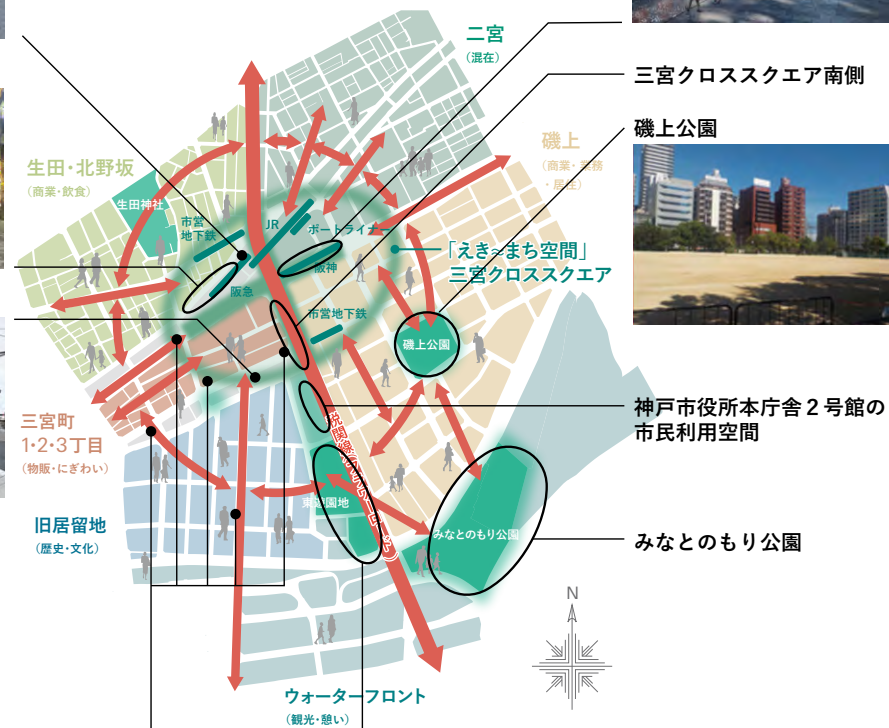 二宮
(混在)
三宮クロススクエア南側
磯上公園
磯上
(商業・業務
・居住)
生田・北野坂
(商業・飲食)
生田神社
市営
地下鉄
JR
ポートライナー
阪神
阪急
「えき≈まち空間」
三宮クロススクエア
市営地下鉄
磯上公園
神戸市役所本庁舎2号館の
市民利用空間
三宮町
1・2・3丁目
(物販・にぎわい)
東遊園地
旧居留地
(歴史・文化)
みなとのもり公園
みなとのもり公園
N
ウォーターフロント
(観光・憩い)